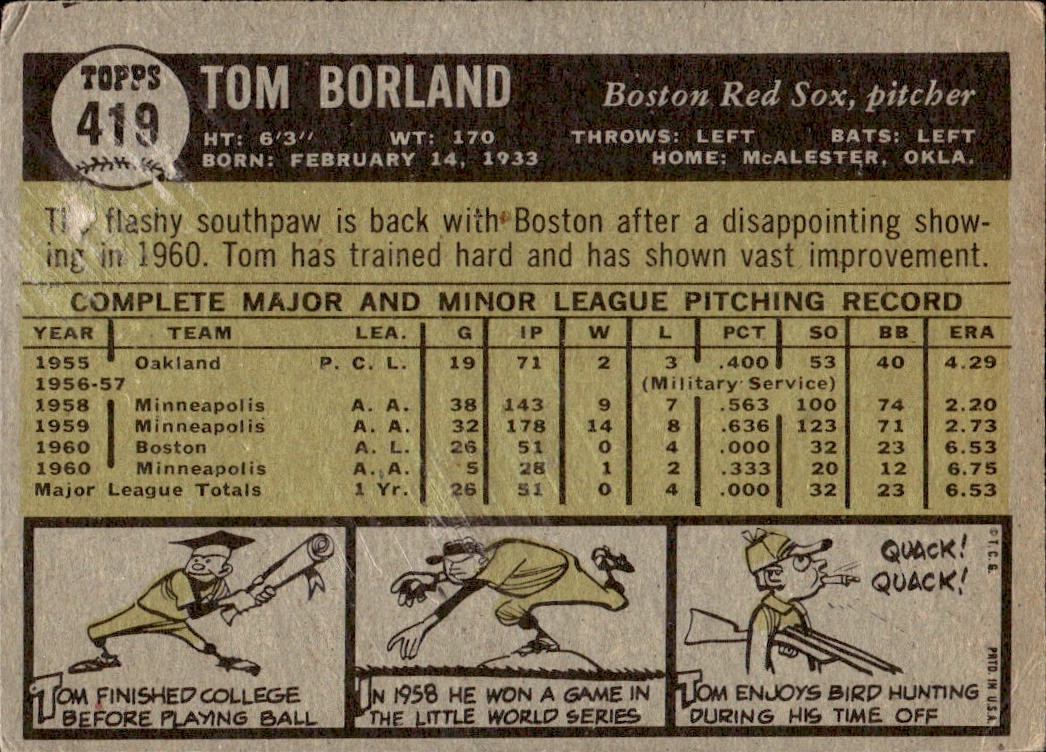 TOPPS
419
TOM BORLAND
Boston Red Sox, pitcher
HT: 6'3" WT: 170 THROWS: LEFT BATS: LEFT
BORN: FEBRUARY 14, 1933 HOME: McALESTER, OKLA.
flashy southpaw is back with Boston after a disappointing show-
ing in 1960. Tom has trained hard and has shown vast improvement.
COMPLETE MAJOR AND MINOR LEAGUE PITCHING RECORD
YEAR TEAM LEA. G IP W L PCT SO BB ERA
1955 Oakland P. C. L. 19 71 2 3 .400 53 40 4.29
1956-57 (Military Service)
1958 Minneapolis A. A. 38 143 9 7 .563 100 74 2.20
1959 Minneapolis A. A. 32 178 14 8 .636 123 71 2.73
1960 Boston A. L. 26 51 0 4 .000 32 23 6.53
1960 Minneapolis A. A. 5 28 1 2 .333 20 12 6.75
Major League Totals 1 Yr. 26 51 0 4 .000 32 23 6.53
TOM FINISHED COLLEGE
BEFORE PLAYING BALL
IN 1958 HE WON A GAME IN
THE LITTLE WORLD SERIES
QUACK!
QUACK!
TOM ENJOYS BIRD HUNTING
DURING HIS TIME OFF
© T. C. G.
PRTD IN U.S.A.